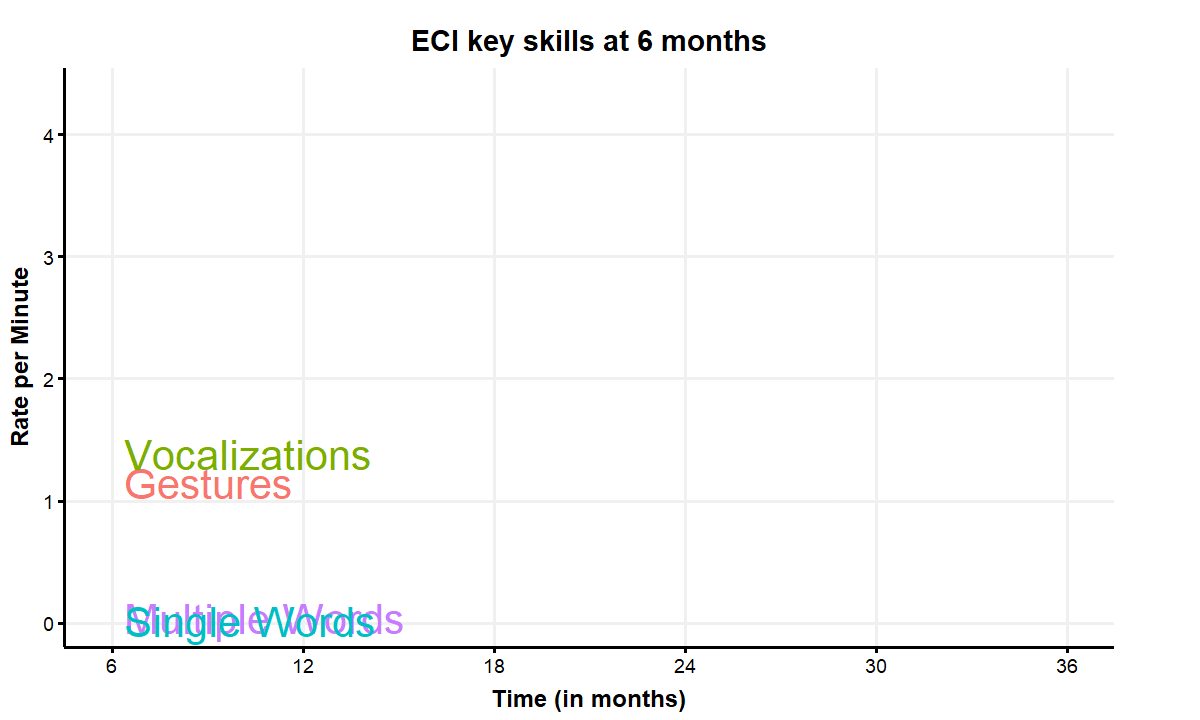 ECI key skills at 6 months
4
3
2
1
0
Rate per Minute
Vocalizations
Gestures
Multiple Words
Single Words
6 12 18 24 30 36
Time (in months)